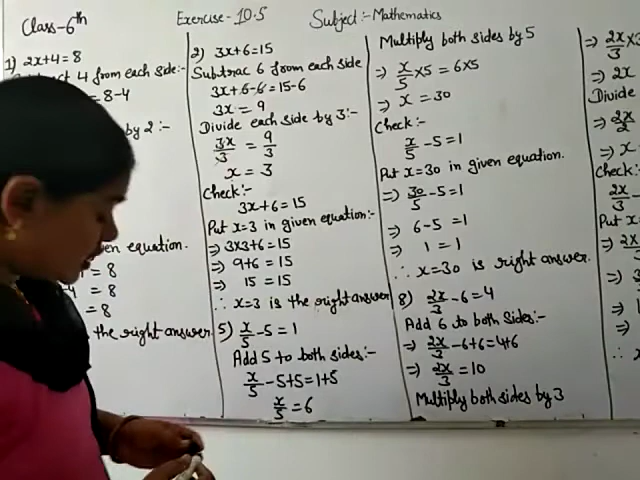 Class-6th
Exercise-10.5
Subject:-Mathematics
1) 2x+4=8
4 from each side:-
=8-4
by 2:-
equation.
= 8
= 8
= 8
the right answer.
2) 3x+6=15
Subtrac 6 from each side
3x+6-6=15-6
3x = 9
Divide each side by 3:-
3x/3 = 9/3
x = 3
Check:-
3x+6=15
Put x=3 in given equation:-
⇒ 3x3+6=15
⇒ 9+6 = 15
⇒ 15 = 15
∴ x=3 is the right answer
5) x/5 -5=1
Add 5 to both sides:-
x/5 -5+5=1+5
x/5 = 6
Multiply both sides by 5
⇒ x/5 x5 = 6x5
⇒ x = 30
Check:
x/5 -5=1
Put x=30 in given equation.
⇒ 30/5 -5=1
⇒ 6-5 =1
⇒ 1 = 1
∴ x=30 is right answer.
8) 2x/3 -6=4
Add 6 to both sides:-
⇒ 2x/3 -6+6=4+6
⇒ 2x/3 =10
Multiply both sides by 3
⇒ 2x/3 x3
⇒ 2x
Divide
⇒ 2x/2
⇒ x
Check:
2x/3 -
Put x
⇒
⇒
⇒
⇒
∴